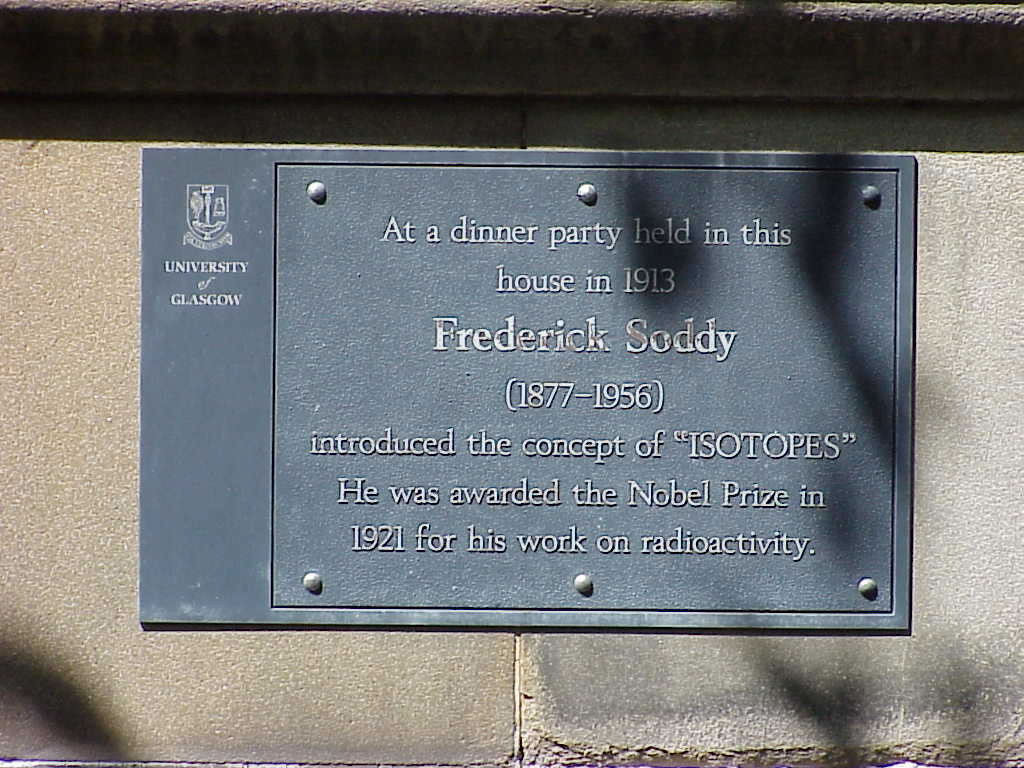 UNIVERSITY
of
GLASGOW
At a dinner party held in this
house in 1913
Frederick Soddy
(1877–1956)
introduced the concept of “ISOTOPES”
He was awarded the Nobel Prize in
1921 for his work on radioactivity.